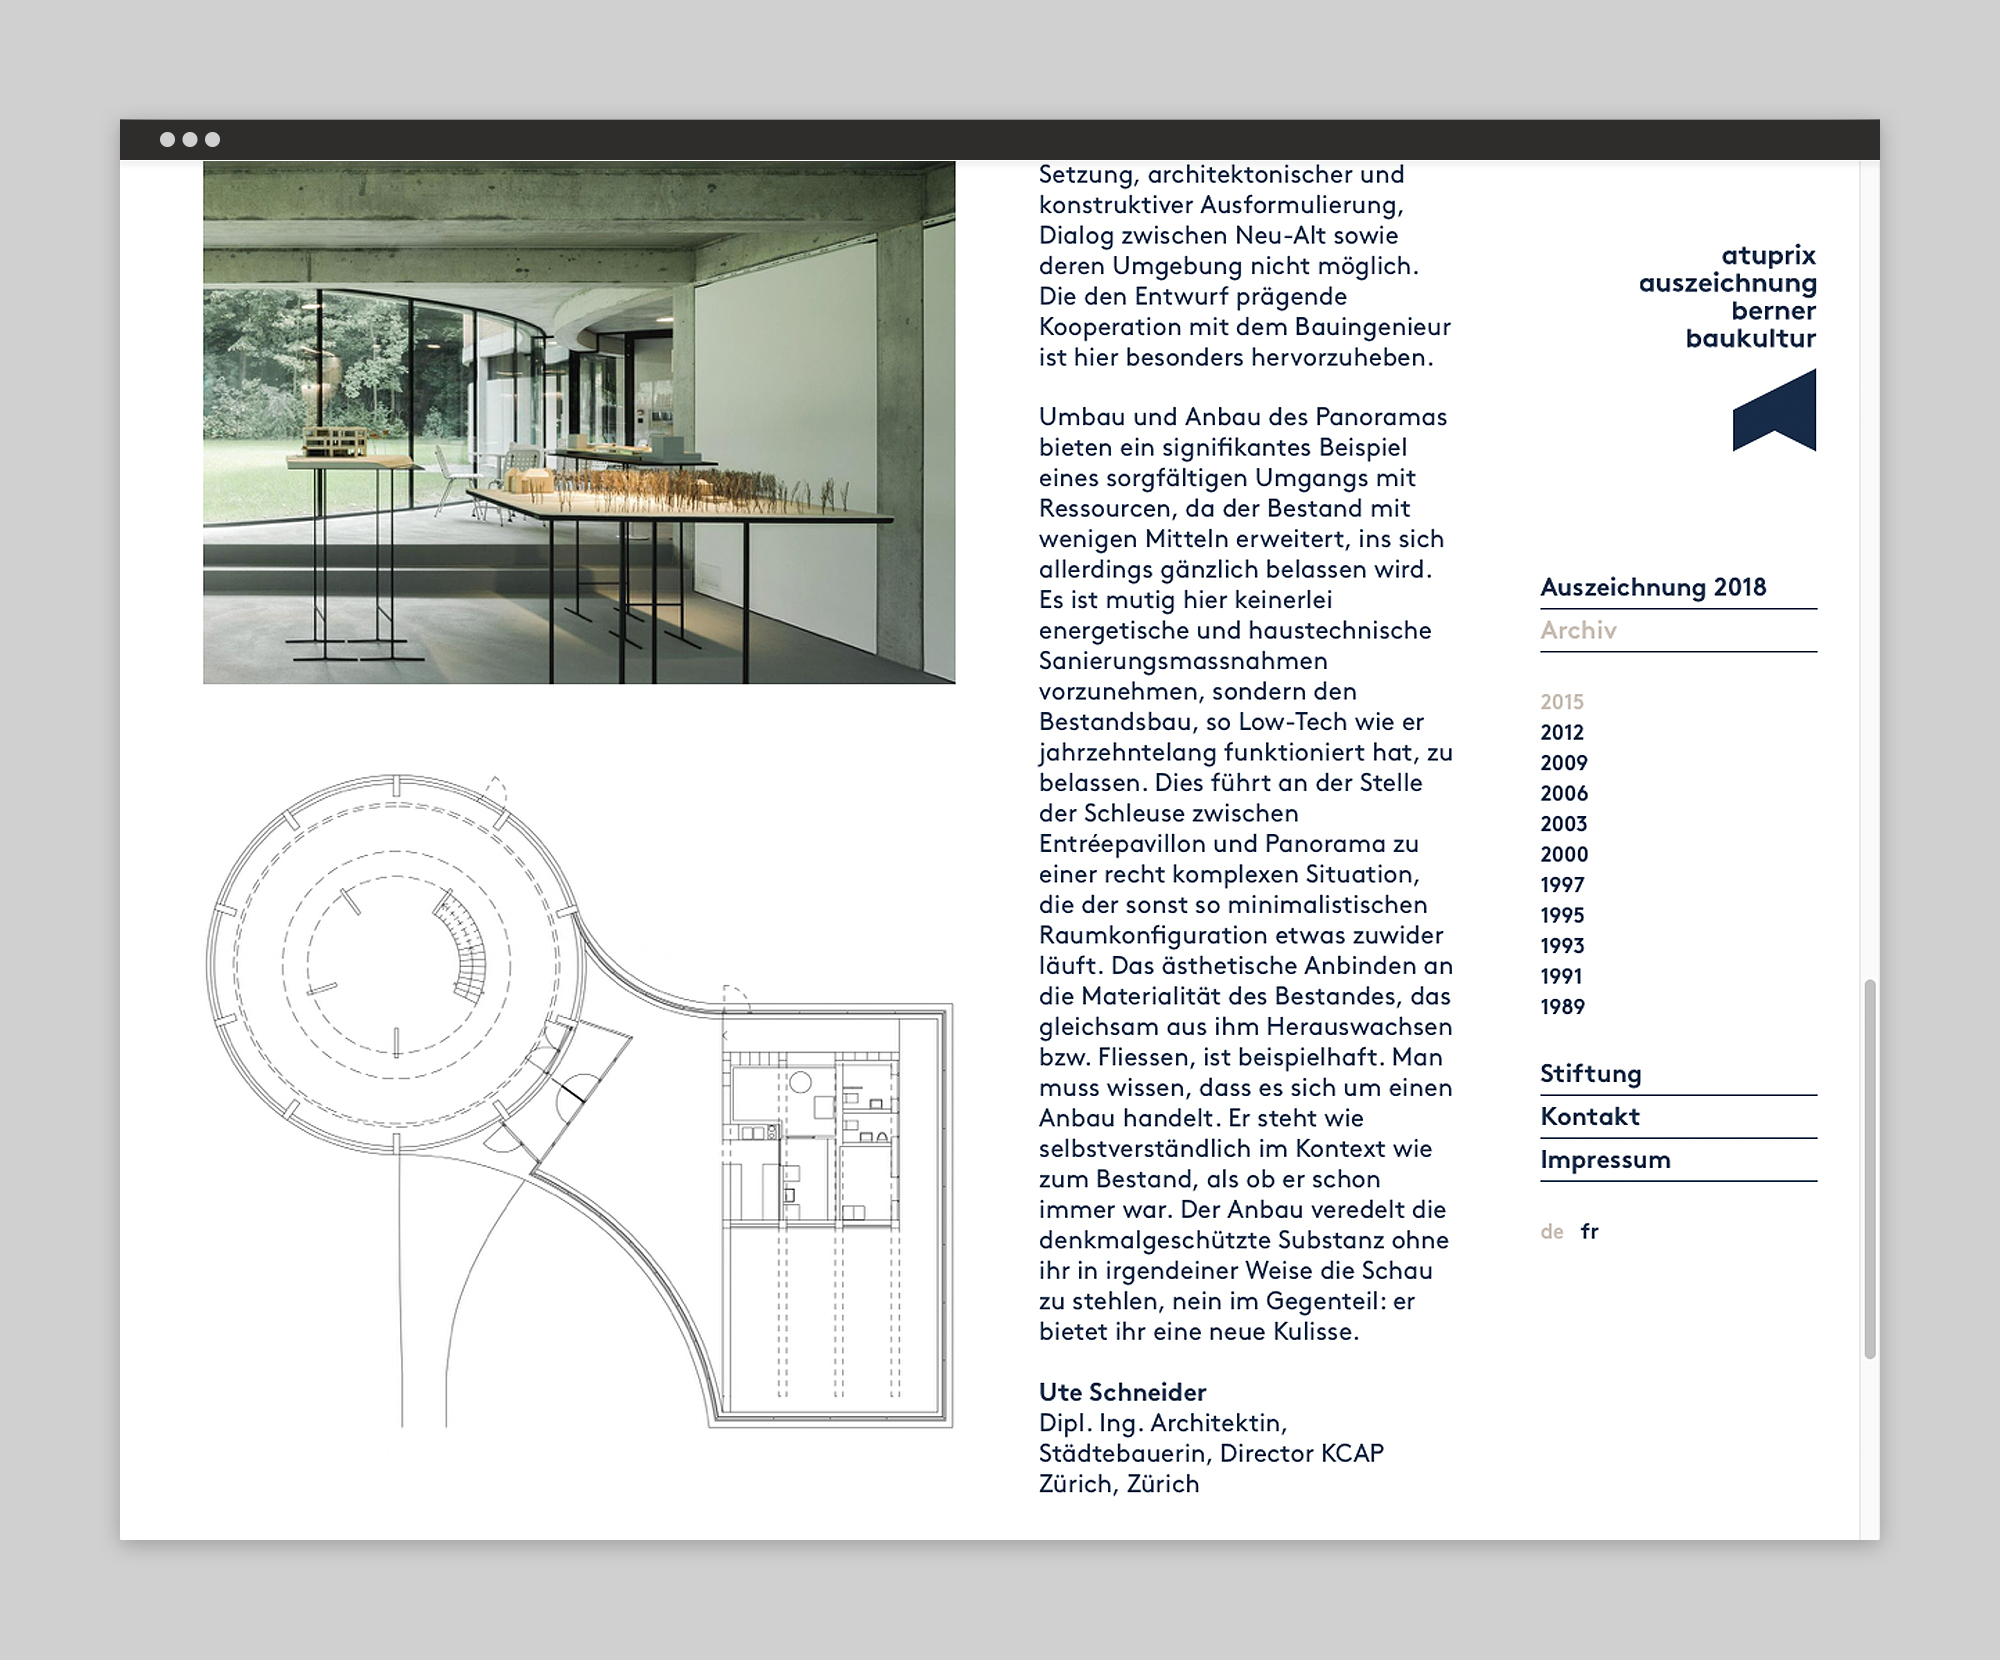 Setzung, architektonischer und
konstruktiver Ausformulierung,
Dialog zwischen Neu-Alt sowie
deren Umgebung nicht möglich.
Die den Entwurf prägende
Kooperation mit dem Bauingenieur
ist hier besonders hervorzuheben.
Umbau und Anbau des Panoramas
bieten ein signifikantes Beispiel
eines sorgfältigen Umgangs mit
Ressourcen, da der Bestand mit
wenigen Mitteln erweitert, ins sich
allerdings gänzlich belassen wird.
Es ist mutig hier keinerlei
energetische und haustechnische
Sanierungsmassnahmen
vorzunehmen, sondern den
Bestandsbau, so Low-Tech wie er
jahrzehntelang funktioniert hat, zu
belassen. Dies führt an der Stelle
der Schleuse zwischen
Entréepavillon und Panorama zu
einer recht komplexen Situation,
die der sonst so minimalistischen
Raumkonfiguration etwas zuwider
läuft. Das ästhetische Anbinden an
die Materialität des Bestandes, das
gleichsam aus ihm Herauswachsen
bzw. Fliessen, ist beispielhaft. Man
muss wissen, dass es sich um einen
Anbau handelt. Er steht wie
selbstverständlich im Kontext wie
zum Bestand, als ob er schon
immer war. Der Anbau veredelt die
denkmalgeschützte Substanz ohne
ihr in irgendeiner Weise die Schau
zu stehlen, nein im Gegenteil: er
bietet ihr eine neue Kulisse.
Ute Schneider
Dipl. Ing. Architektin,
Städtebauerin, Director KCAP
Zürich, Zürich
atuprix
auszeichnung
berner
baukultur
Auszeichnung 2018
Archiv
2015
2012
2009
2006
2003
2000
1997
1995
1993
1991
1989
Stiftung
Kontakt
Impressum
de fr